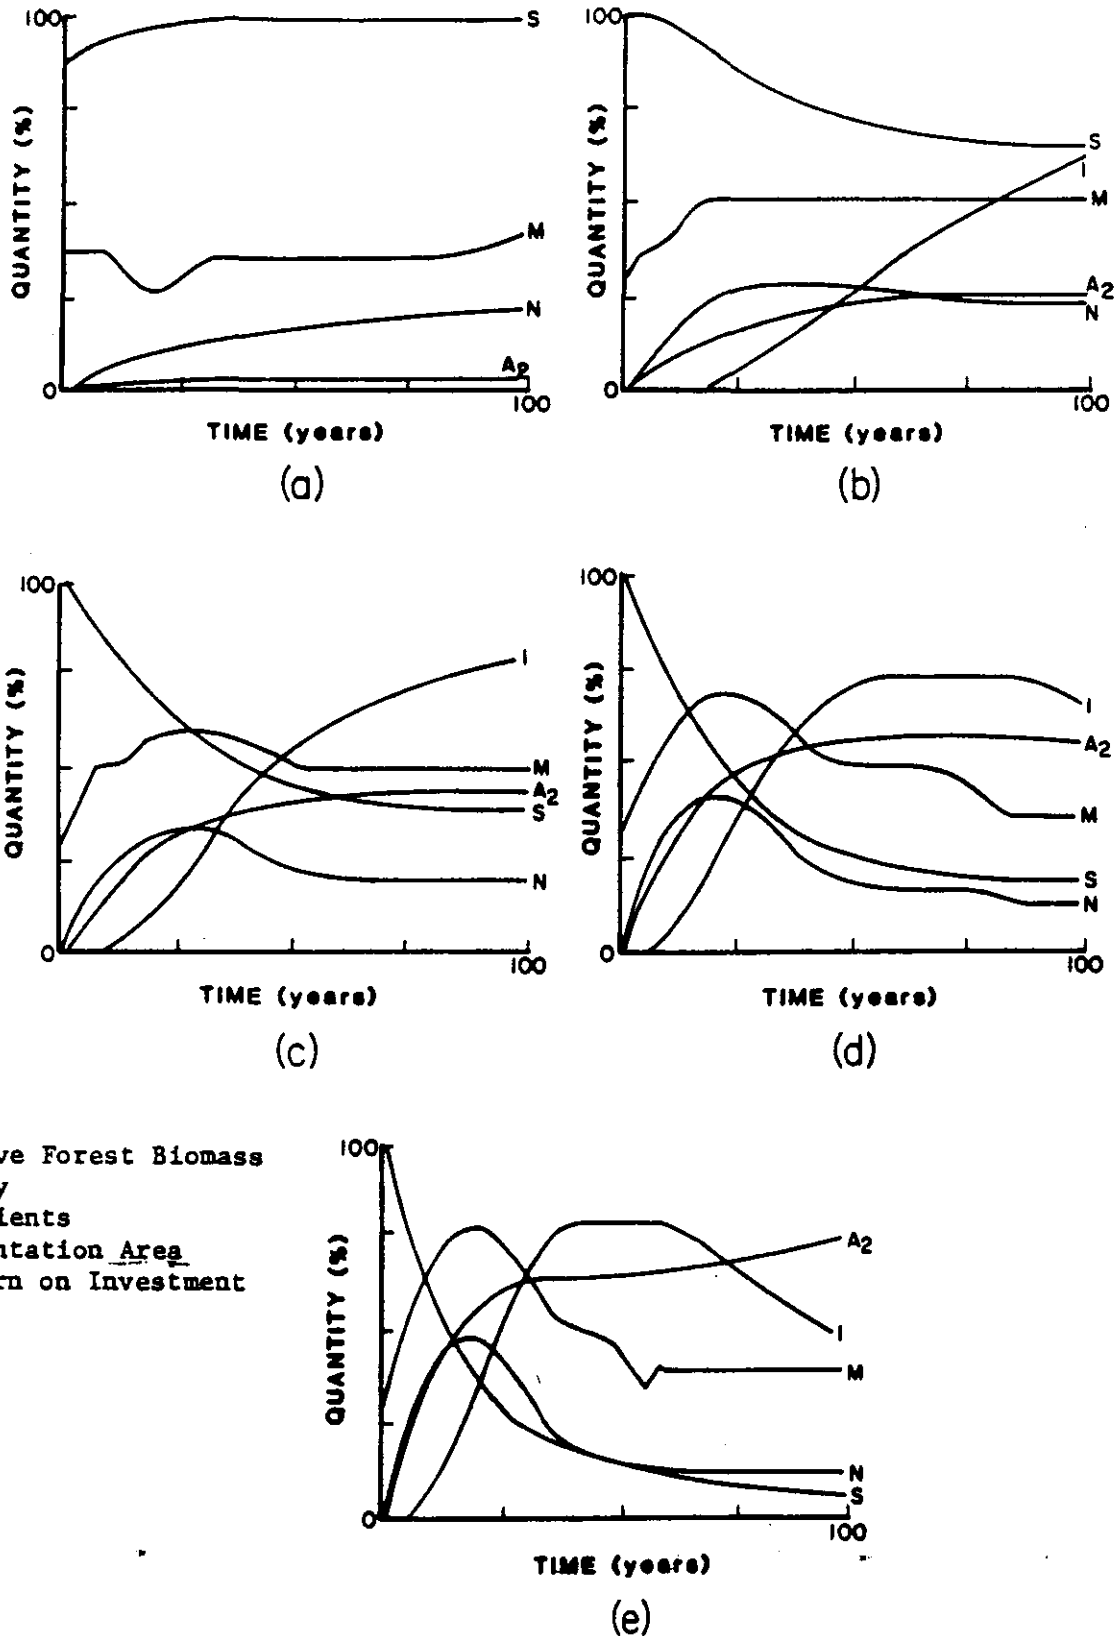 100
S
M
N
A2
0
100
QUANTITY (%)
TIME (years)
(a)
100
S
I
M
A2
N
0
100
QUANTITY (%)
TIME (years)
(b)
100
I
M
A2
S
N
0
100
QUANTITY (%)
TIME (years)
(c)
100
I
A2
M
S
N
0
100
QUANTITY (%)
TIME (years)
(d)
ve Forest Biomass
y
ients
ntation Area
rn on Investment
100
A2
I
M
N
S
0
100
QUANTITY (%)
TIME (years)
(e)